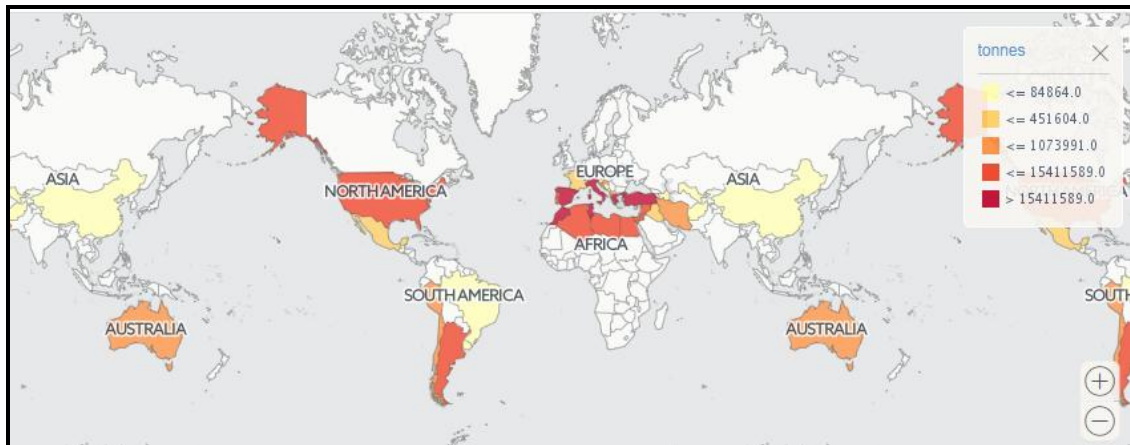 tonnes
<= 84864.0
<= 451604.0
<= 1073991.0
<= 15411589.0
> 15411589.0
ASIA
NORTH AMERICA
EUROPE
ASIA
AFRICA
SOUTH AMERICA
SOUTH
AUSTRALIA
AUSTRALIA